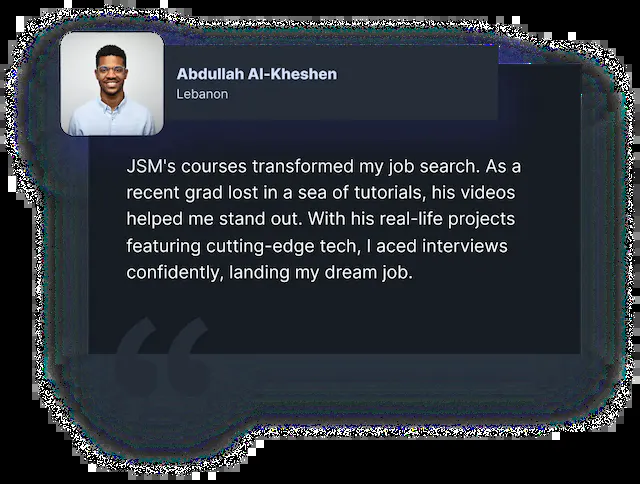 Abdullah Al-Kheshen
Lebanon
JSM's courses transformed my job search. As a
recent grad lost in a sea of tutorials, his videos
helped me stand out. With his real-life projects
featuring cutting-edge tech, I aced interviews
confidently, landing my dream job.
“